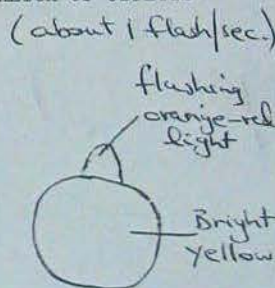 (about 1 flash/sec.)
flashing
orange-red
light
Bright
yellow